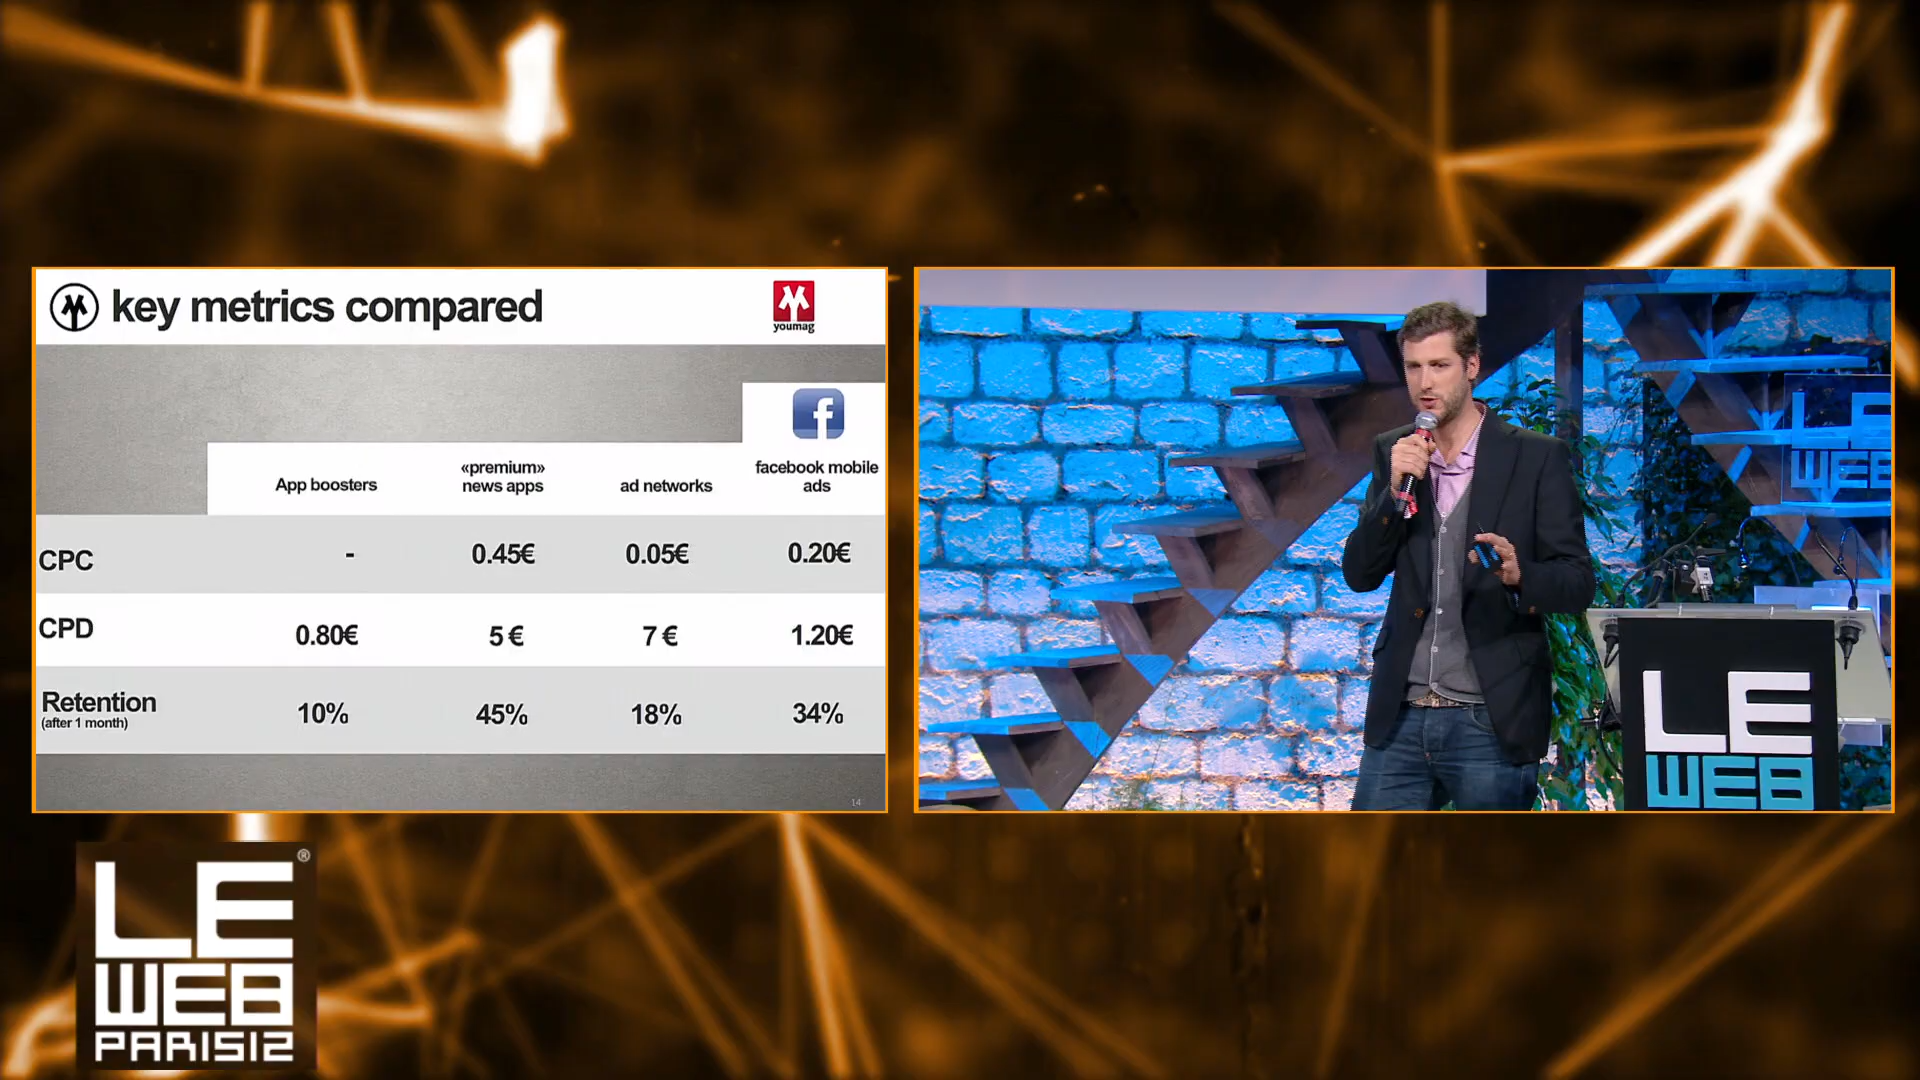 key metrics compared
youmag
f
App boosters
«premium»
news apps
ad networks
facebook mobile
ads
CPC
-
0.45€
0.05€
0.20€
CPD
0.80€
5 €
7 €
1.20€
Retention
(after 1 month)
10%
45%
18%
34%
14
LE
WEB
LE
WEB
LE
WEB
PARIS12
®